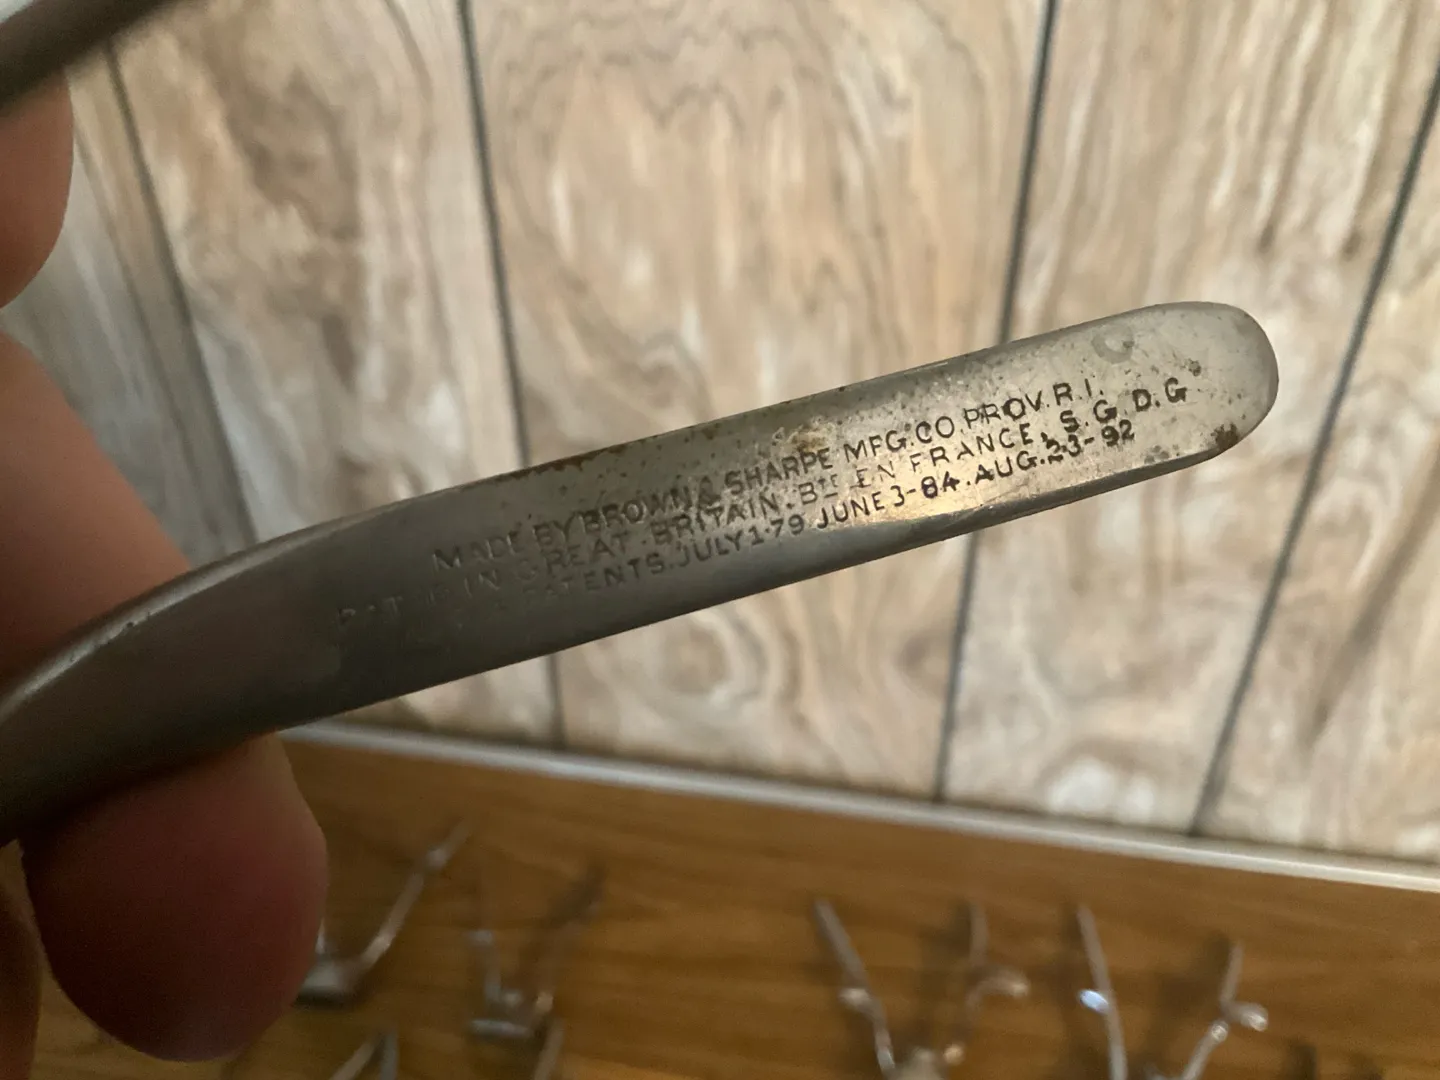 MADE BY BROWN & SHARPE MFG. CO PROV. R.I.
PAT'D IN GREAT BRITAIN. BTE EN FRANCE, S. G. D. G
PATENTS. JULY 1-79 JUNE 3-84. AUG. 23-92